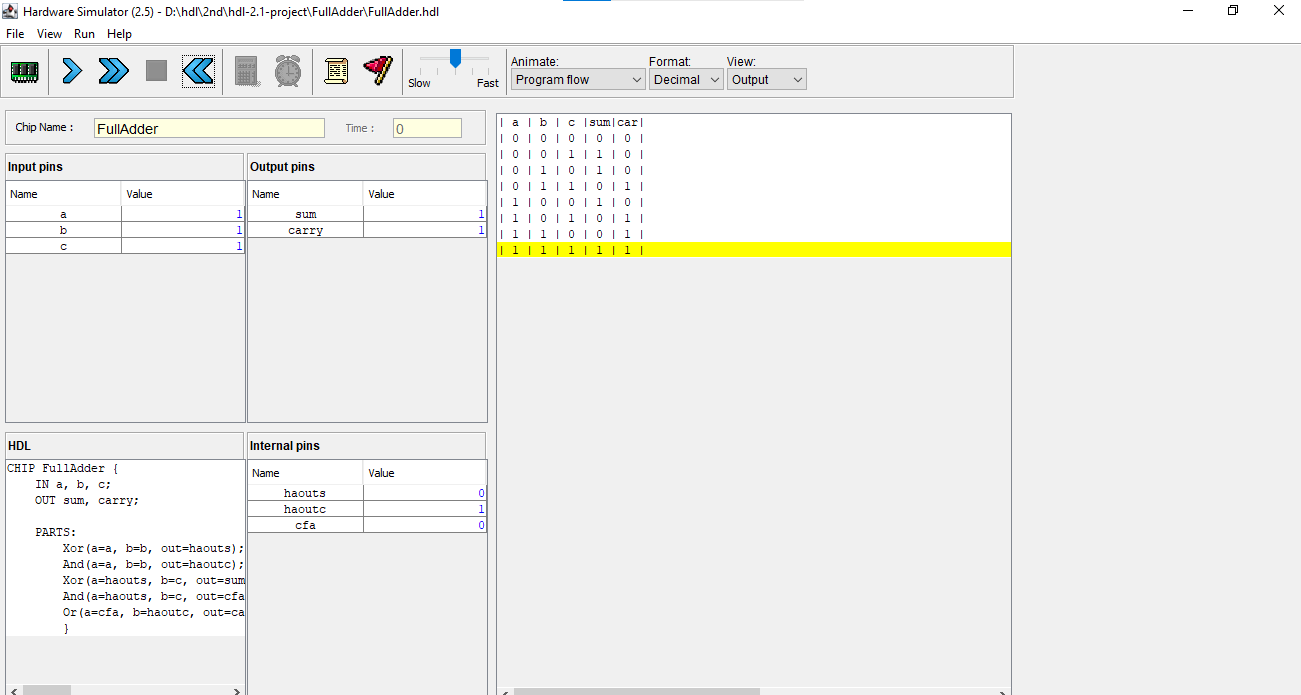 Hardware Simulator (2.5) - D:\hdl\2nd\hdl-2.1-project\FullAdder\FullAdder.hdl
File View Run Help
Slow Fast
Animate: Format: View:
Program flow Decimal Output
Chip Name : FullAdder Time : 0
Input pins
Name Value
a 1
b 1
c 1
Output pins
Name Value
sum 1
carry 1
HDL
CHIP FullAdder {
IN a, b, c;
OUT sum, carry;
PARTS:
Xor(a=a, b=b, out=haouts);
And(a=a, b=b, out=haoutc);
Xor(a=haouts, b=c, out=sum
And(a=haouts, b=c, out=cfa
Or(a=cfa, b=haoutc, out=ca
}
Internal pins
Name Value
haouts 0
haoutc 1
cfa 0
| a | b | c |sum|car|
| 0 | 0 | 0 | 0 | 0 |
| 0 | 0 | 1 | 1 | 0 |
| 0 | 1 | 0 | 1 | 0 |
| 0 | 1 | 1 | 0 | 1 |
| 1 | 0 | 0 | 1 | 0 |
| 1 | 0 | 1 | 0 | 1 |
| 1 | 1 | 0 | 0 | 1 |
| 1 | 1 | 1 | 1 | 1 |